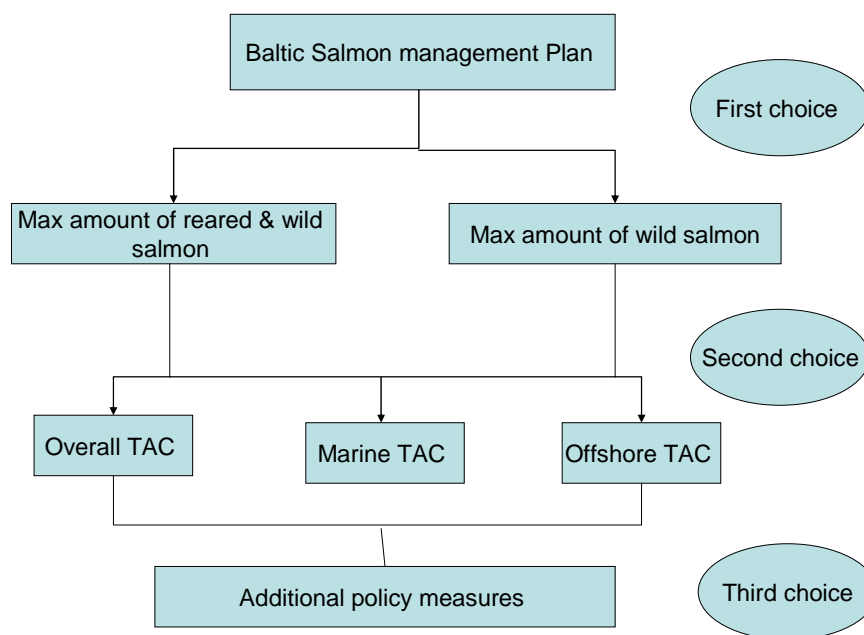 Baltic Salmon management Plan
First choice
Max amount of reared & wild
salmon
Max amount of wild salmon
Second choice
Overall TAC
Marine TAC
Offshore TAC
Additional policy measures
Third choice